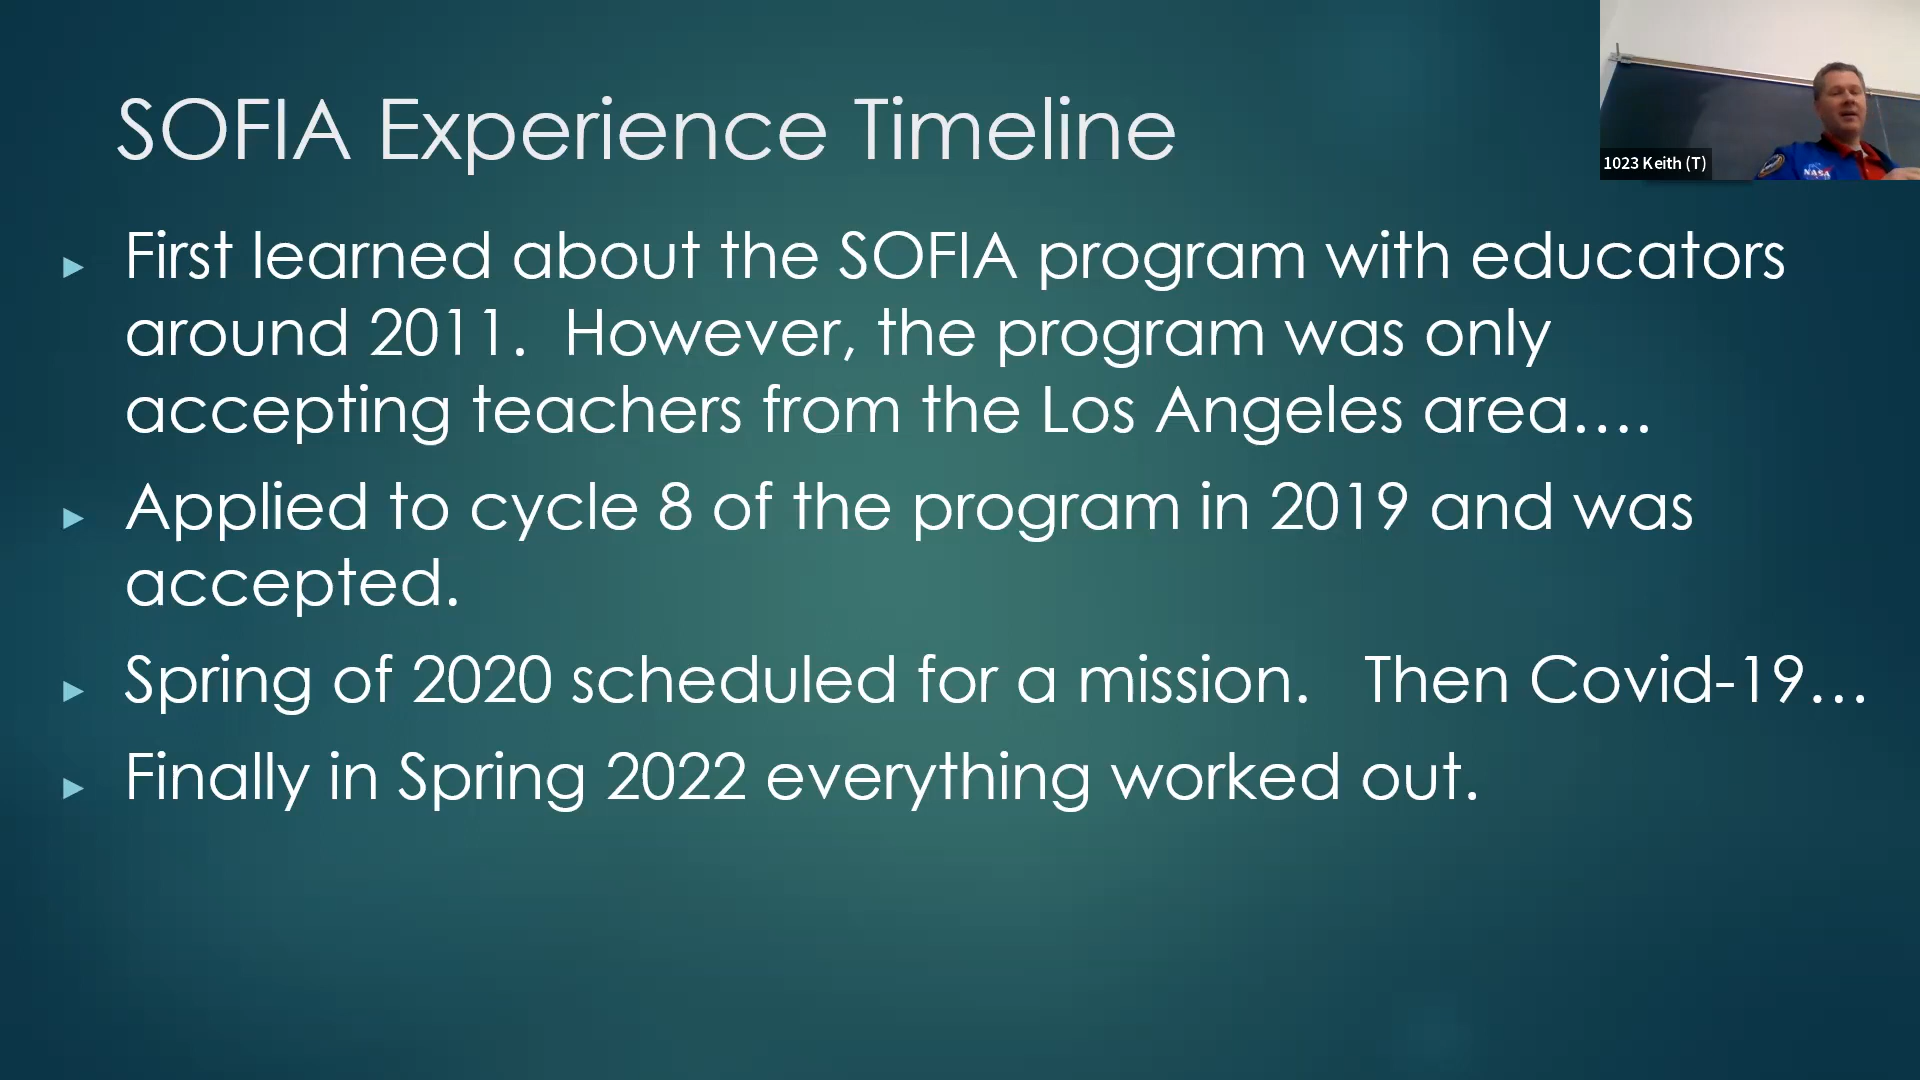 SOFIA Experience Timeline
1023 Keith (T)
NASA
▸ First learned about the SOFIA program with educators
around 2011.  However, the program was only
accepting teachers from the Los Angeles area….
▸ Applied to cycle 8 of the program in 2019 and was
accepted.
▸ Spring of 2020 scheduled for a mission.   Then Covid-19…
▸ Finally in Spring 2022 everything worked out.